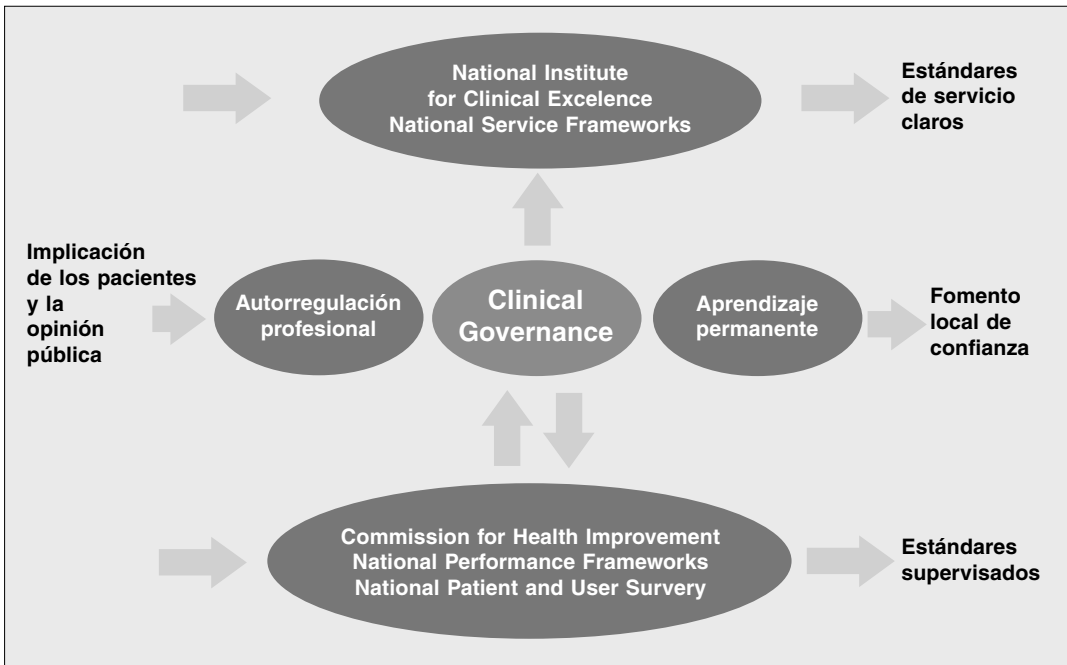 National Institute
for Clinical Excelence
National Service Frameworks
Estándares
de servicio
claros
Implicación
de los pacientes
y la
opinión
pública
Autorregulación
profesional
Clinical
Governance
Aprendizaje
permanente
Fomento
local de
confianza
Commission for Health Improvement
National Performance Frameworks
National Patient and User Survery
Estándares
supervisados